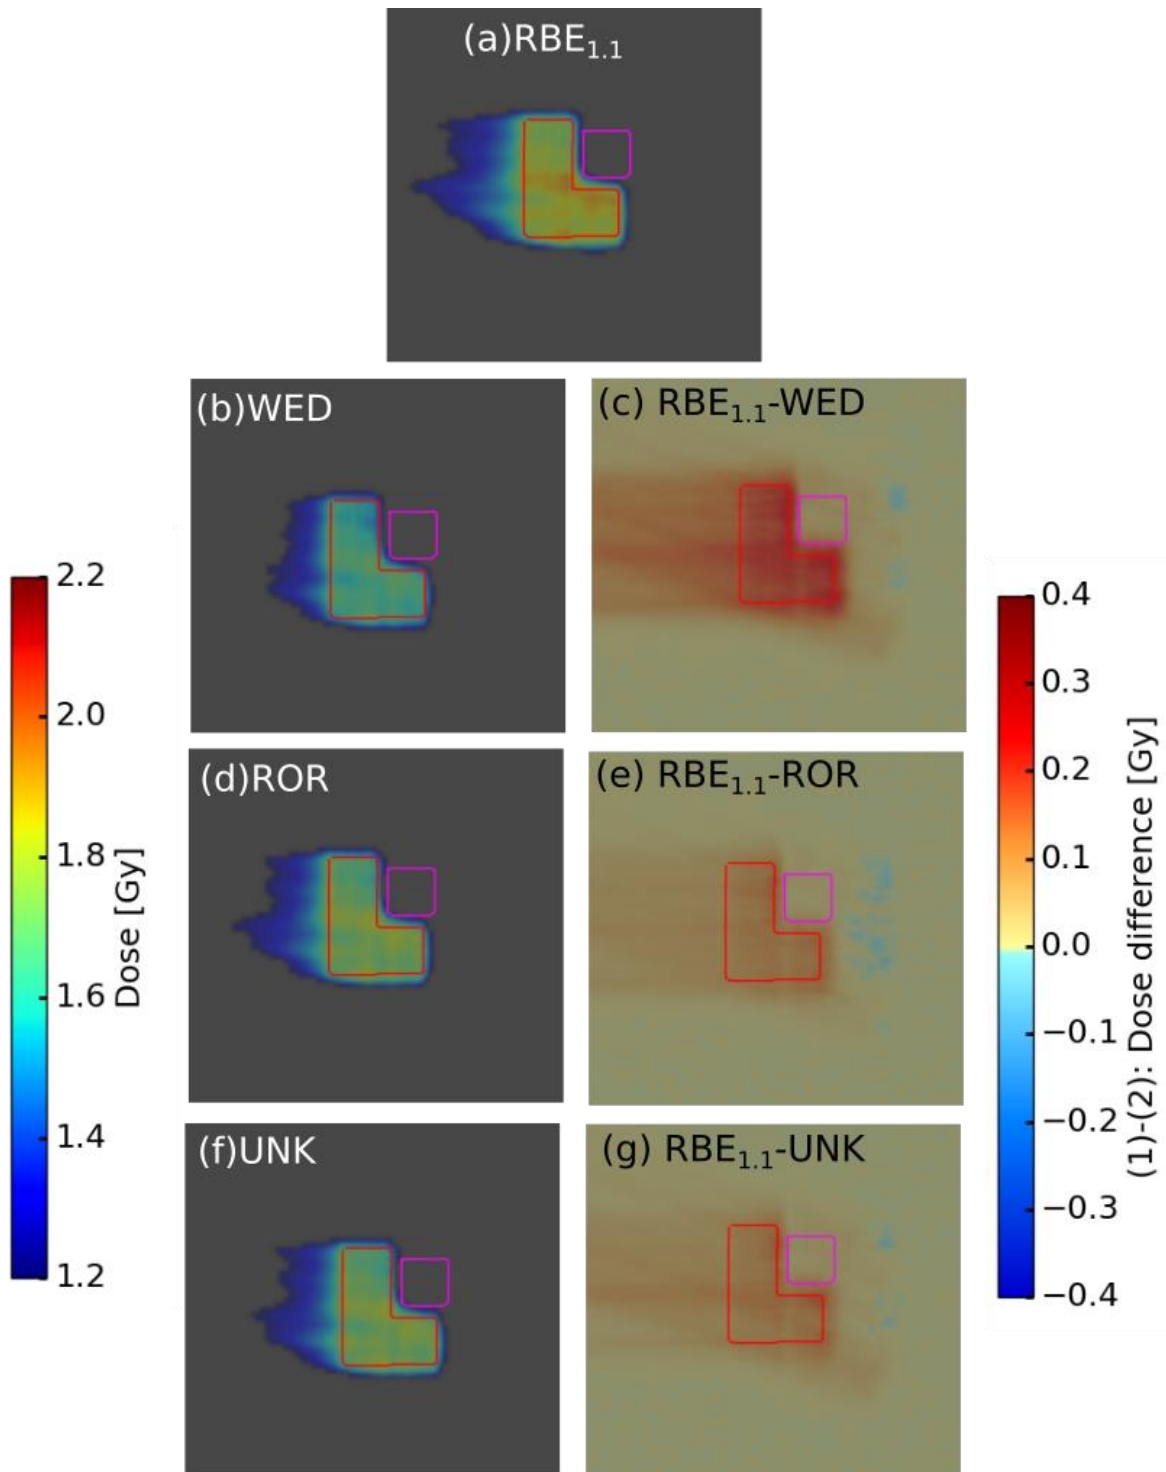 (a)RBE1.1
(b)WED
(c) RBE1.1-WED
2.2
2.0
1.8
1.6
1.4
1.2
Dose [Gy]
0.4
0.3
0.2
0.1
0.0
−0.1
−0.2
−0.3
−0.4
(1)-(2): Dose difference [Gy]
(d)ROR
(e) RBE1.1-ROR
(f)UNK
(g) RBE1.1-UNK